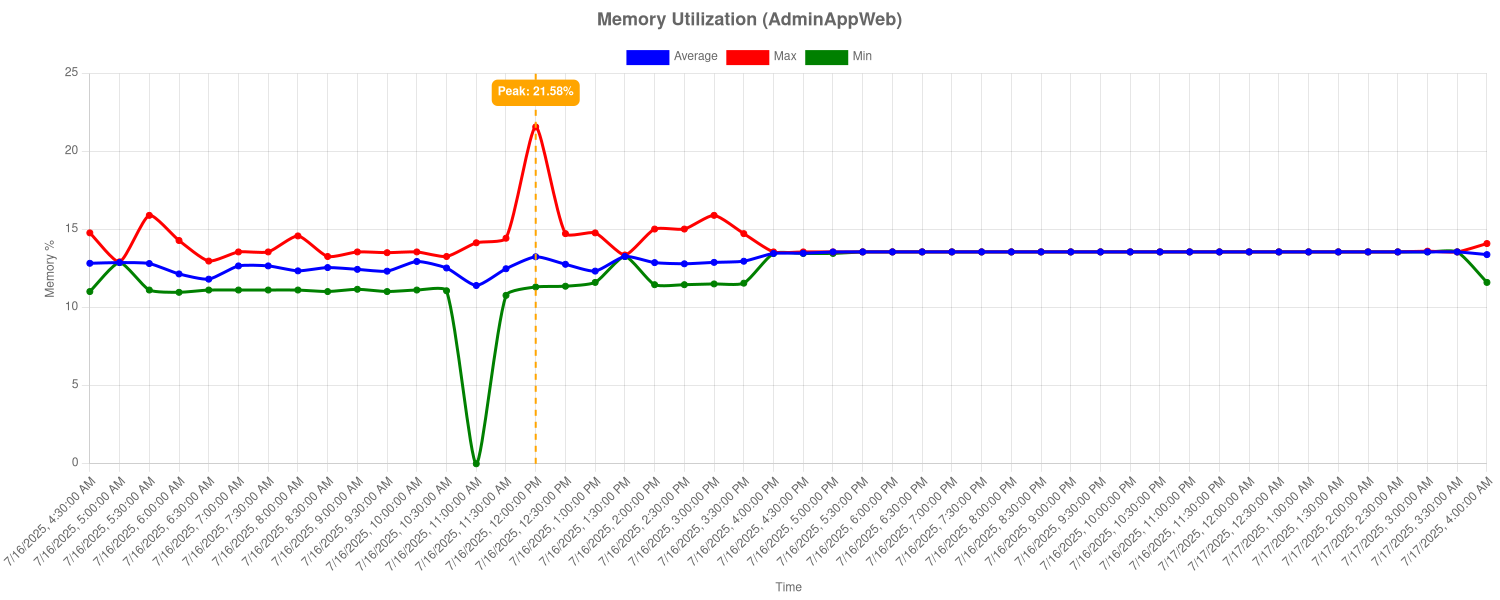 Memory Utilization (AdminAppWeb)
Average Max Min
Peak: 21.58%
Memory %
25
20
15
10
5
0
7/16/2025, 4:30:00 AM
7/16/2025, 5:00:00 AM
7/16/2025, 5:30:00 AM
7/16/2025, 6:00:00 AM
7/16/2025, 6:30:00 AM
7/16/2025, 7:00:00 AM
7/16/2025, 7:30:00 AM
7/16/2025, 8:00:00 AM
7/16/2025, 8:30:00 AM
7/16/2025, 9:00:00 AM
7/16/2025, 9:30:00 AM
7/16/2025, 10:00:00 AM
7/16/2025, 10:30:00 AM
7/16/2025, 11:00:00 AM
7/16/2025, 11:30:00 AM
7/16/2025, 12:00:00 PM
7/16/2025, 12:30:00 PM
7/16/2025, 1:00:00 PM
7/16/2025, 1:30:00 PM
7/16/2025, 2:00:00 PM
7/16/2025, 2:30:00 PM
7/16/2025, 3:00:00 PM
7/16/2025, 3:30:00 PM
7/16/2025, 4:00:00 PM
7/16/2025, 4:30:00 PM
7/16/2025, 5:00:00 PM
7/16/2025, 5:30:00 PM
7/16/2025, 6:00:00 PM
7/16/2025, 6:30:00 PM
7/16/2025, 7:00:00 PM
7/16/2025, 7:30:00 PM
7/16/2025, 8:00:00 PM
7/16/2025, 8:30:00 PM
7/16/2025, 9:00:00 PM
7/16/2025, 9:30:00 PM
7/16/2025, 10:00:00 PM
7/16/2025, 10:30:00 PM
7/16/2025, 11:00:00 PM
7/16/2025, 11:30:00 PM
7/17/2025, 12:00:00 AM
7/17/2025, 12:30:00 AM
7/17/2025, 1:00:00 AM
7/17/2025, 1:30:00 AM
7/17/2025, 2:00:00 AM
7/17/2025, 2:30:00 AM
7/17/2025, 3:00:00 AM
7/17/2025, 3:30:00 AM
7/17/2025, 4:00:00 AM
Time